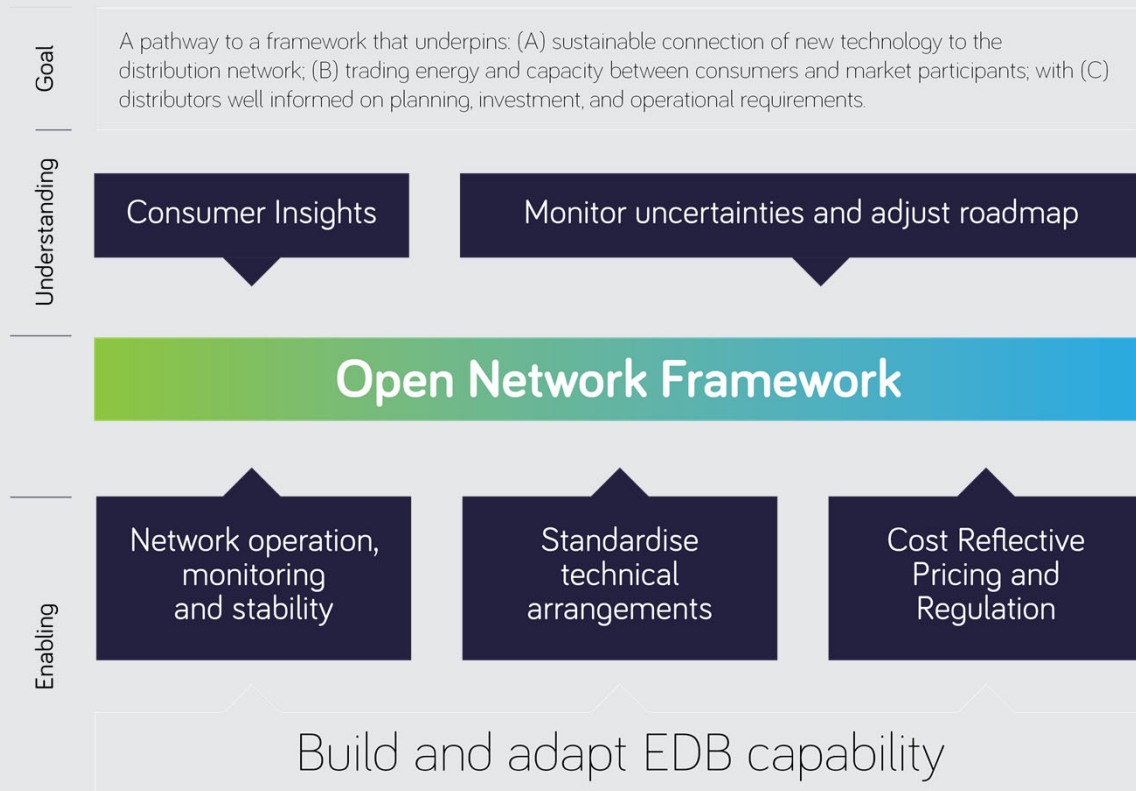 Goal
A pathway to a framework that underpins: (A) sustainable connection of new technology to the
distribution network; (B) trading energy and capacity between consumers and market participants; with (C)
distributors well informed on planning, investment, and operational requirements.
Understanding
Consumer Insights
Monitor uncertainties and adjust roadmap
Open Network Framework
Enabling
Network operation,
monitoring
and stability
Standardise
technical
arrangements
Cost Reflective
Pricing and
Regulation
Build and adapt EDB capability